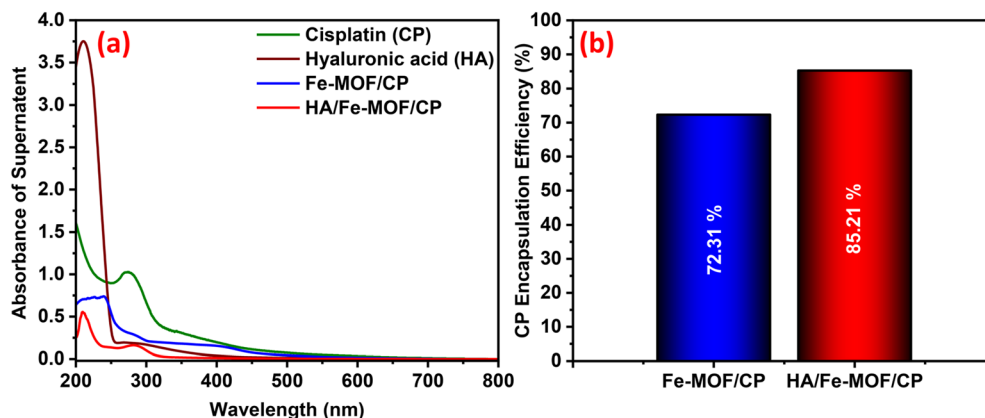 (a)
Cisplatin (CP)
Hyaluronic acid (HA)
Fe-MOF/CP
HA/Fe-MOF/CP
Absorbance of Supernatent
4.0
3.5
3.0
2.5
2.0
1.5
1.0
0.5
0.0
200 300 400 500 600 700 800
Wavelength (nm)
(b)
CP Encapsulation Efficiency (%)
100
90
80
70
60
50
40
30
20
10
0
72.31 %
85.21 %
Fe-MOF/CP HA/Fe-MOF/CP